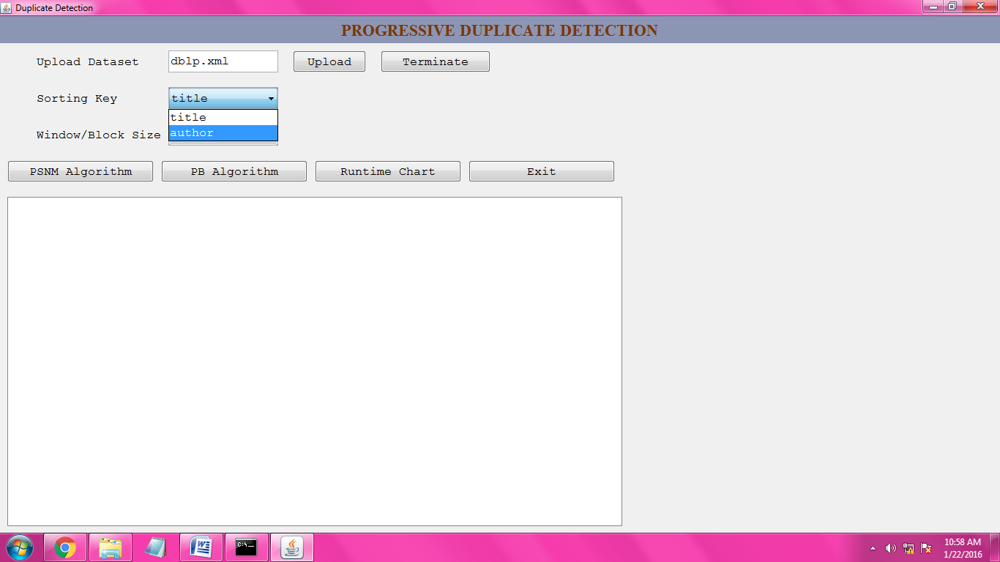 Duplicate Detection
PROGRESSIVE DUPLICATE DETECTION
Upload Dataset dblp.xml Upload Terminate
Sorting Key title
title
author
Window/Block Size
PSNM Algorithm PB Algorithm Runtime Chart Exit
10:58 AM
1/22/2016